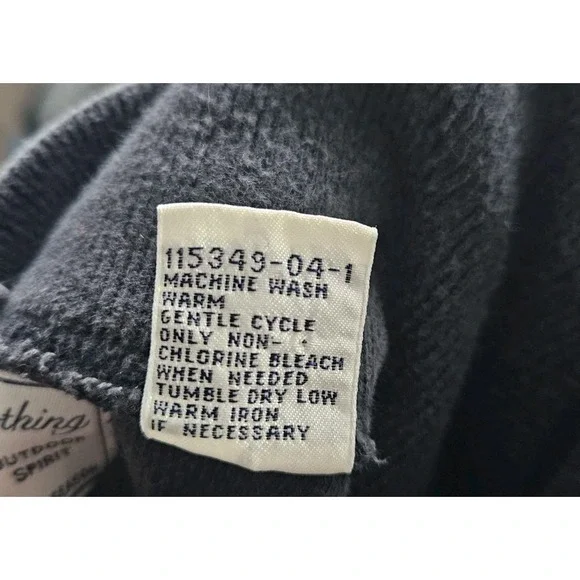 115349-04-1
MACHINE WASH
WARM
GENTLE CYCLE
ONLY NON-
CHLORINE BLEACH
WHEN NEEDED
TUMBLE DRY LOW
WARM IRON
IF NECESSARY
thing
OUTDOOR
SPIRIT